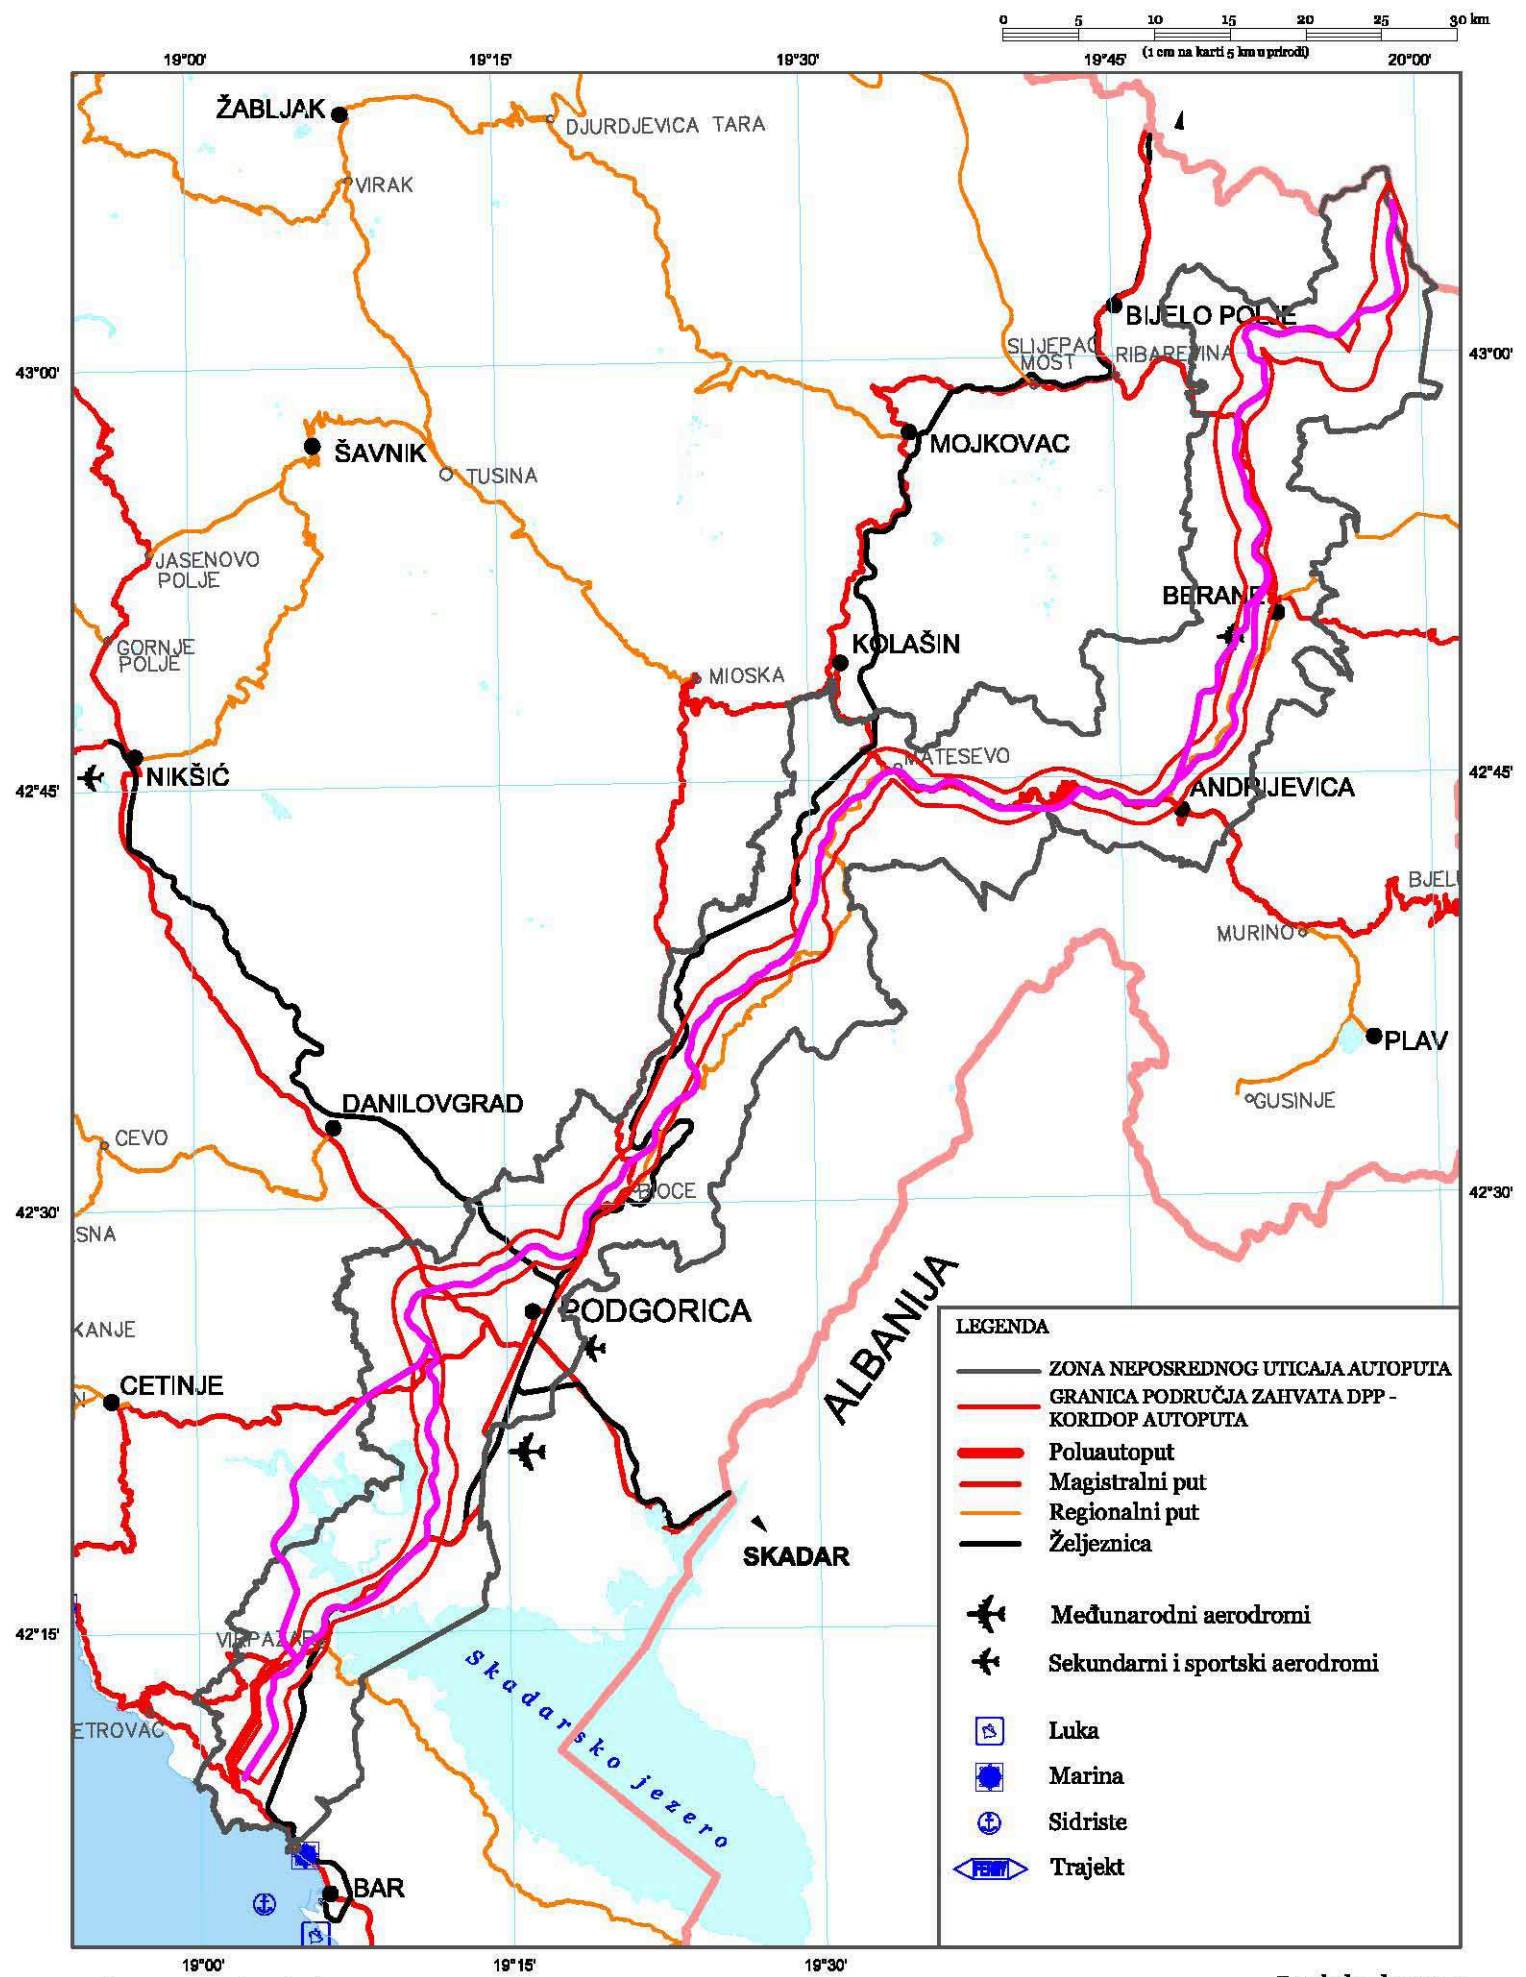 0 5 10 15 20 25 30 km
(1 cm na karti 5 km u prirodi)
19°00' 19°15' 19°30' 19°45' 20°00'
ŽABLJAK
DJURDJEVICA TARA
VIRAK
BIJELO POLJE
SLIJEPAC
MOST
RIBAREVINA
43°00'
43°00'
MOJKOVAC
ŠAVNIK
TUSINA
JASENOVO
POLJE
BERANE
GORNJE
POLJE
KOLAŠIN
MIOSKA
MATESEVO
NIKŠIĆ
42°45'
42°45'
ANDRIJEVICA
BJEL
MURINO
PLAV
GUSINJE
DANILOVGRAD
CEVO
BIOCE
42°30'
42°30'
SNA
PODGORICA
ALBANIJA
KANJE
CETINJE
N
SKADAR
42°15'
VIRPAZAR
Skadarsko jezero
ETROVAC
BAR
LEGENDA
ZONA NEPOSREDNOG UTICAJA AUTOPUTA
GRANICA PODRUČJA ZAHVATA DPP -
KORIDOP AUTOPUTA
Poluautoput
Magistralni put
Regionalni put
Željeznica
Međunarodni aerodromi
Sekundarni i sportski aerodromi
Luka
Marina
Sidriste
FERRY Trajekt
19°00' 19°15' 19°30'